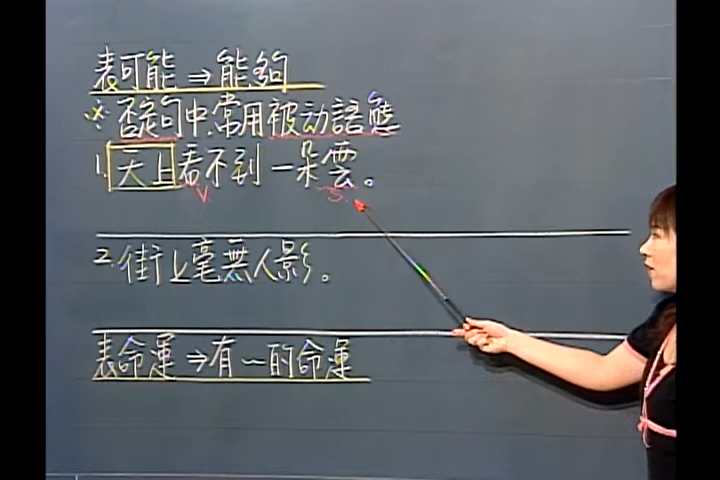 表可能⇒能夠
※否定句中常用被动語態
1.天上看不到一朵雲。
V. S.
2.街上毫無人影。
表命運⇒有~的命運